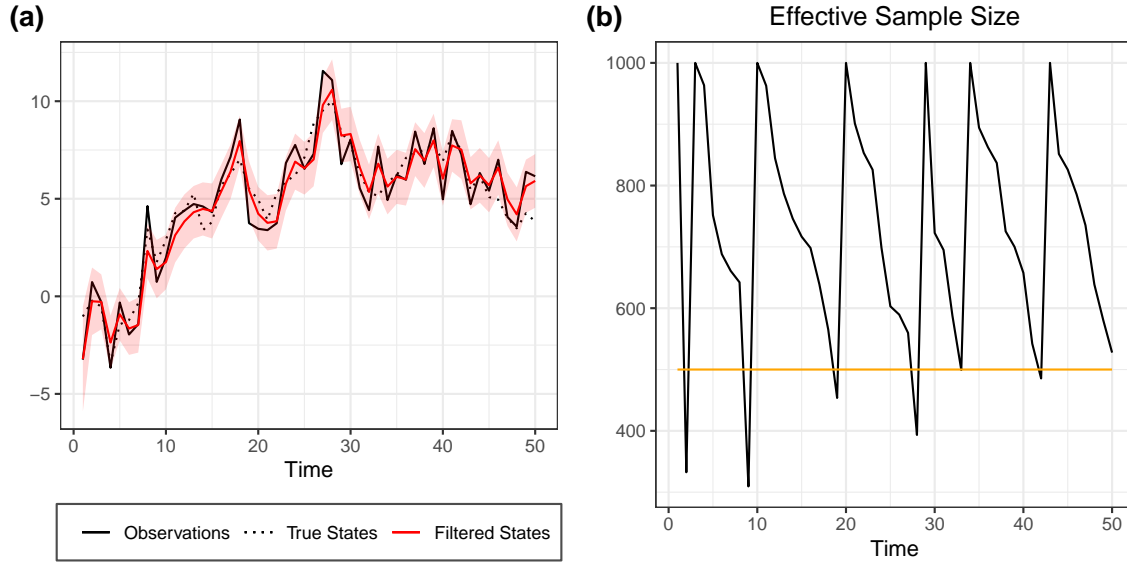 (a)
10
5
0
−5
0 10 20 30 40 50
Time
Observations True States Filtered States
(b)
Effective Sample Size
1000
800
600
400
0 10 20 30 40 50
Time